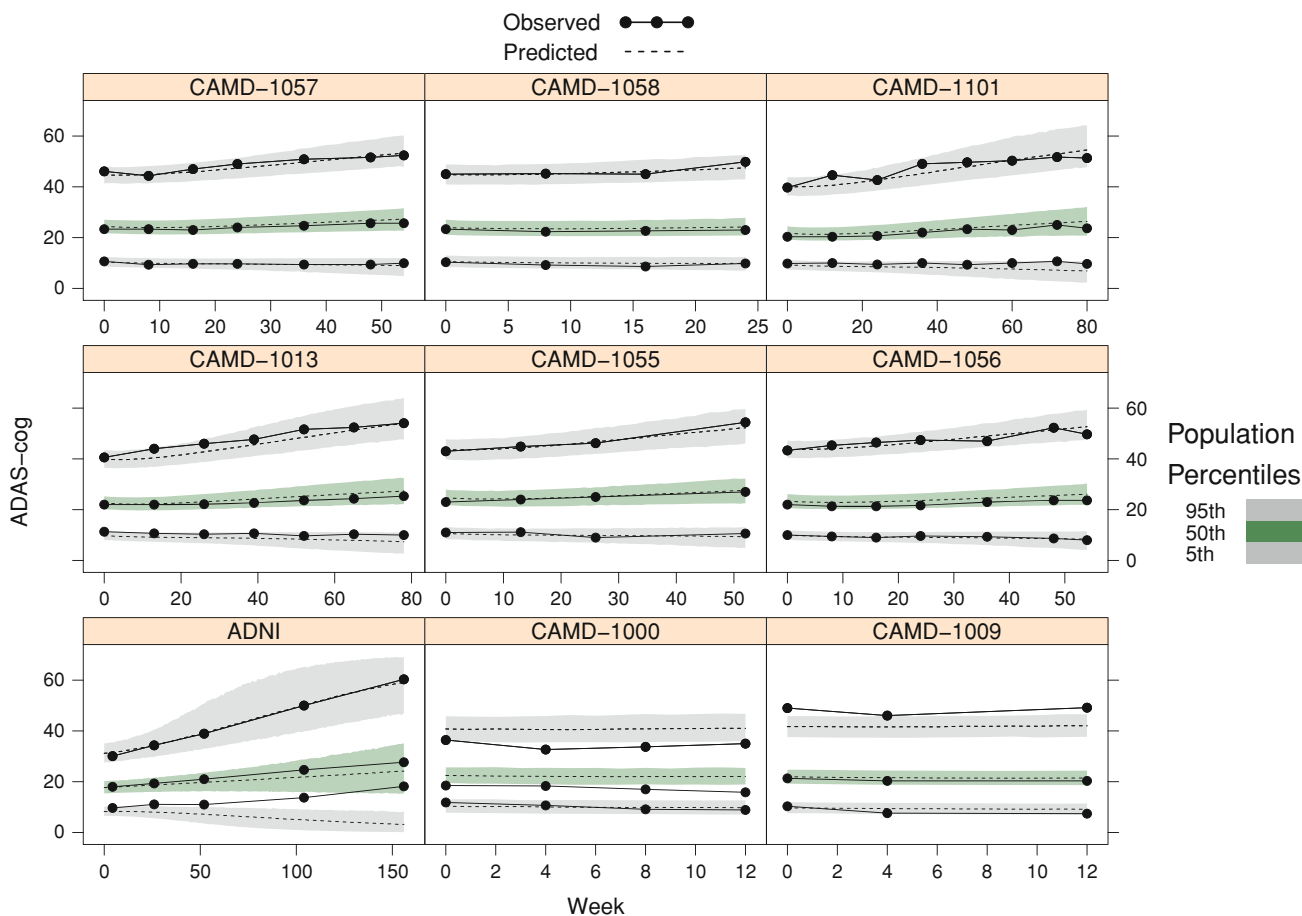 Observed
Predicted
CAMD−1057 CAMD−1058 CAMD−1101
60
40
20
0
0 10 20 30 40 50 0 5 10 15 20 25 0 20 40 60 80
CAMD−1013 CAMD−1055 CAMD−1056
60
40
20
0
0 20 40 60 80 0 10 20 30 40 50 0 10 20 30 40 50
ADNI CAMD−1000 CAMD−1009
60
40
20
0
0 50 100 150 0 2 4 6 8 10 12 0 2 4 6 8 10 12
ADAS−cog
Week
Population
Percentiles
95th
50th
5th